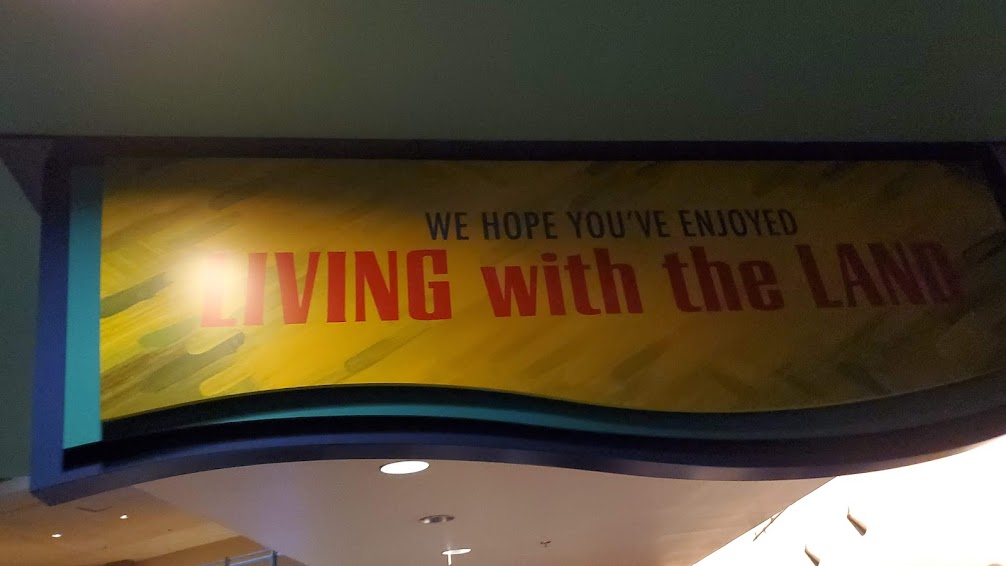 WE HOPE YOU'VE ENJOYED
LIVING with the LAND